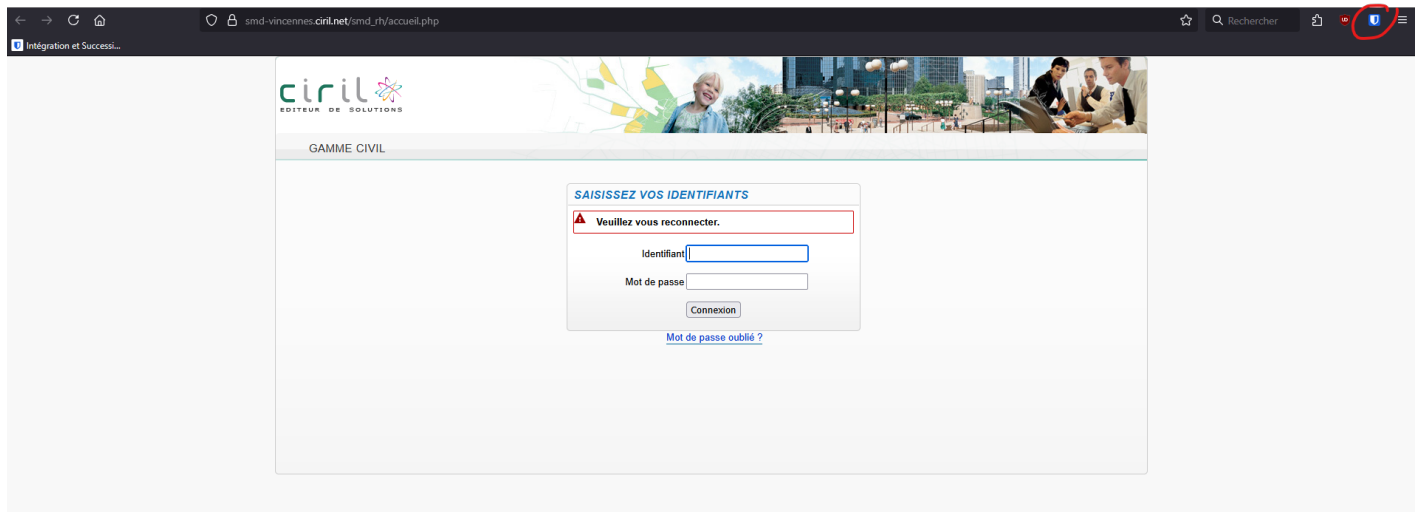 smd-vincennes.ciril.net/smd_rh/accueil.php
Rechercher
Intégration et Successi...
ciril
EDITEUR DE SOLUTIONS
GAMME CIVIL
SAISISSEZ VOS IDENTIFIANTS
Veuillez vous reconnecter.
Identifiant
Mot de passe
Connexion
Mot de passe oublié ?